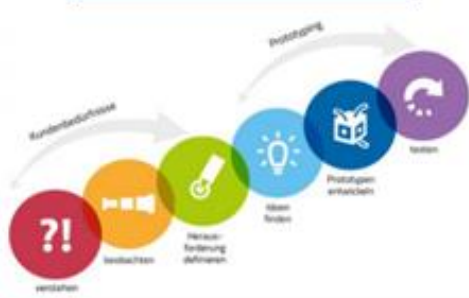 Prototyping
Kundenbedürfnisse
?!
verstehen
beobachten
Heraus-
forderung
definieren
Ideen
finden
Prototypen
entwickeln
testen